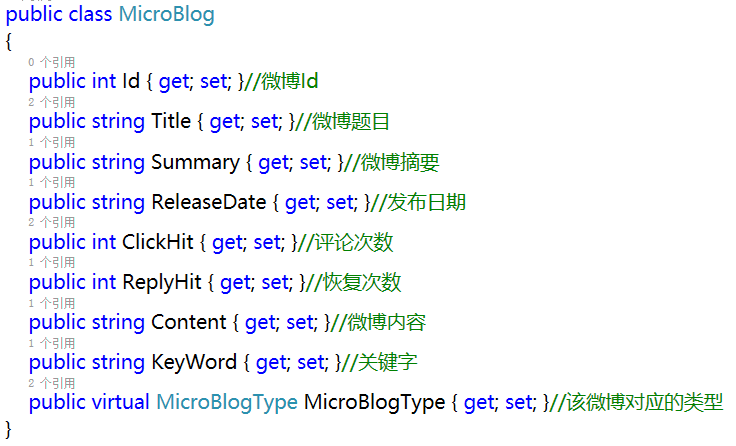 public class MicroBlog
{
0 个引用
public int Id { get; set; }//微博Id
2 个引用
public string Title { get; set; }//微博题目
1 个引用
public string Summary { get; set; }//微博摘要
1 个引用
public string ReleaseDate { get; set; }//发布日期
2 个引用
public int ClickHit { get; set; }//评论次数
1 个引用
public int ReplyHit { get; set; }//恢复次数
1 个引用
public string Content { get; set; }//微博内容
1 个引用
public string KeyWord { get; set; }//关键字
2 个引用
public virtual MicroBlogType MicroBlogType { get; set; }//该微博对应的类型
}